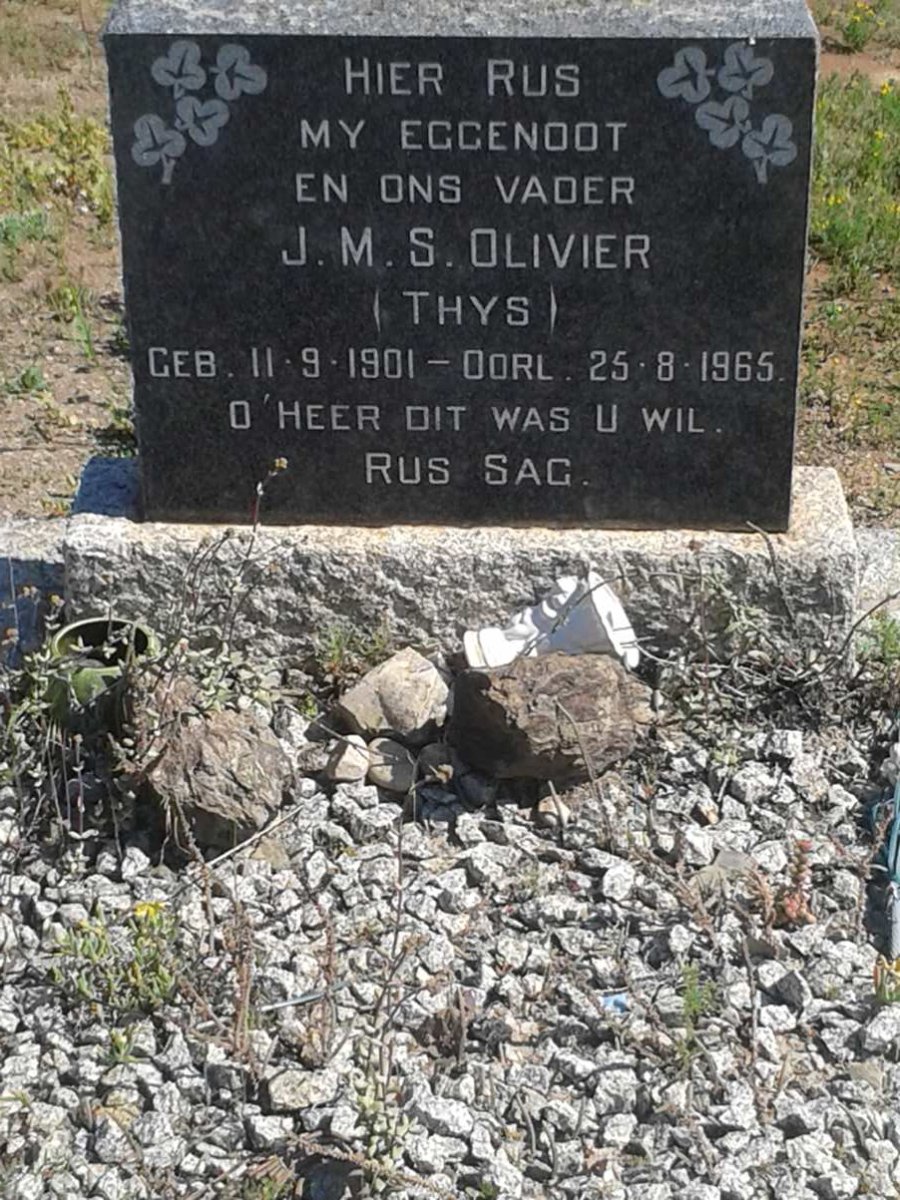 HIER RUS
MY EGGENOOT
EN ONS VADER
J. M. S. OLIVIER
(THYS)
GEB. 11·9·1901 — OORL. 25·8·1965.
O'HEER DIT WAS U WIL.
RUS SAG.